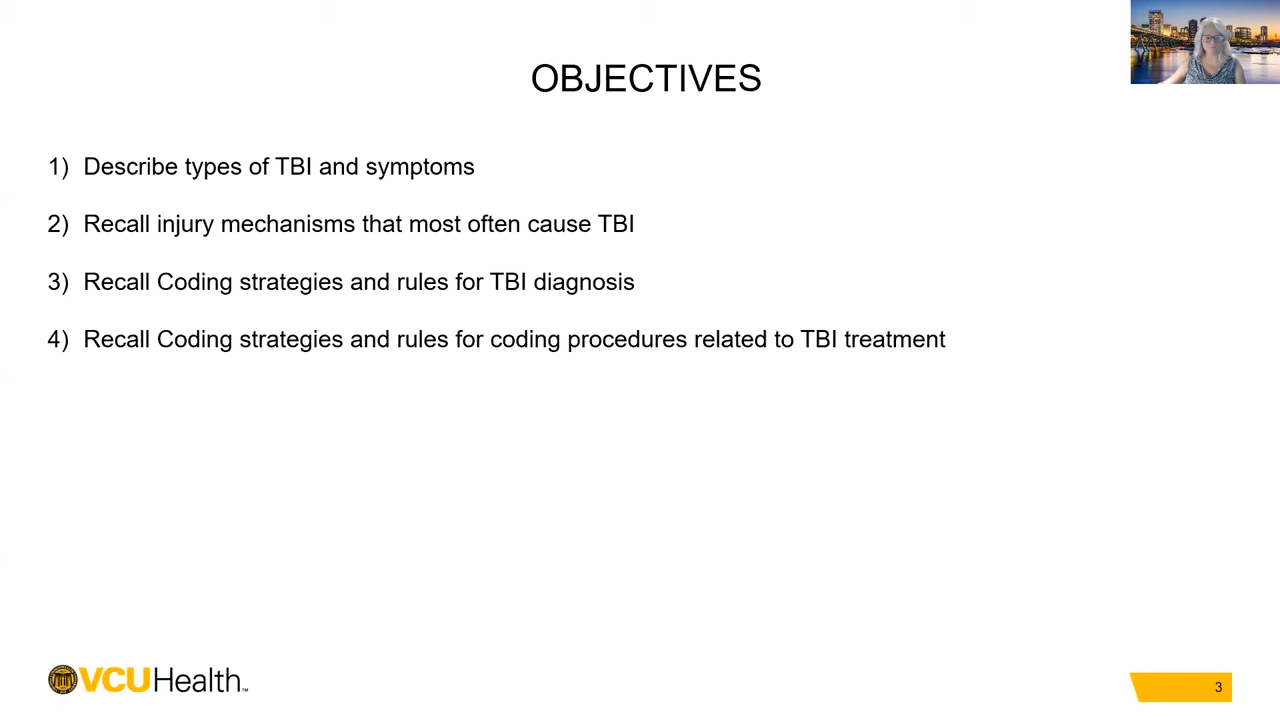 OBJECTIVES
1) Describe types of TBI and symptoms
2) Recall injury mechanisms that most often cause TBI
3) Recall Coding strategies and rules for TBI diagnosis
4) Recall Coding strategies and rules for coding procedures related to TBI treatment
VCUHealth™
3